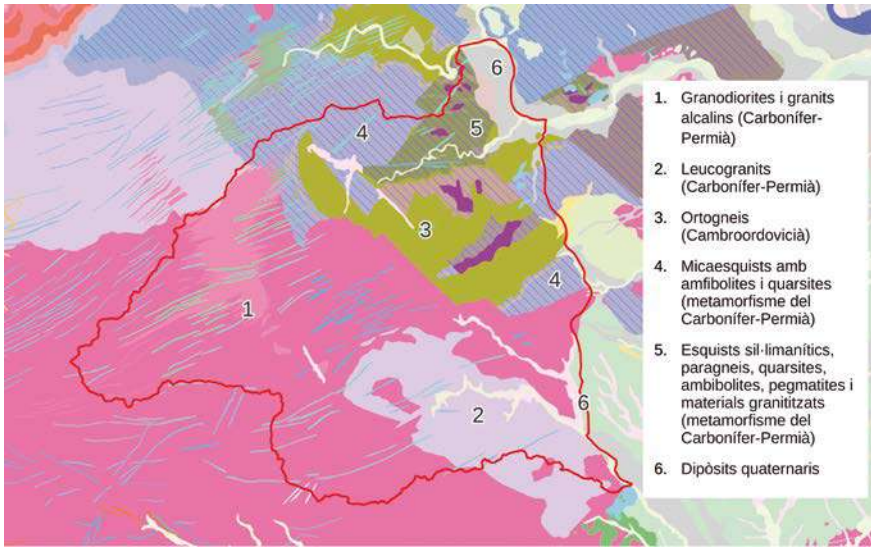 6
4
5
3
4
1
6
2
1. Granodiorites i granits
alcalins (Carbonífer-
Permià)
2. Leucogranits
(Carbonífer-Permià)
3. Ortogneis
(Cambroordovicià)
4. Micaesquists amb
amfibolites i quarsites
(metamorfisme del
Carbonífer-Permià)
5. Esquists sil·limanítics,
paragneis, quarsites,
ambibolites, pegmatites i
materials granititzats
(metamorfisme del
Carbonífer-Permià)
6. Dipòsits quaternaris